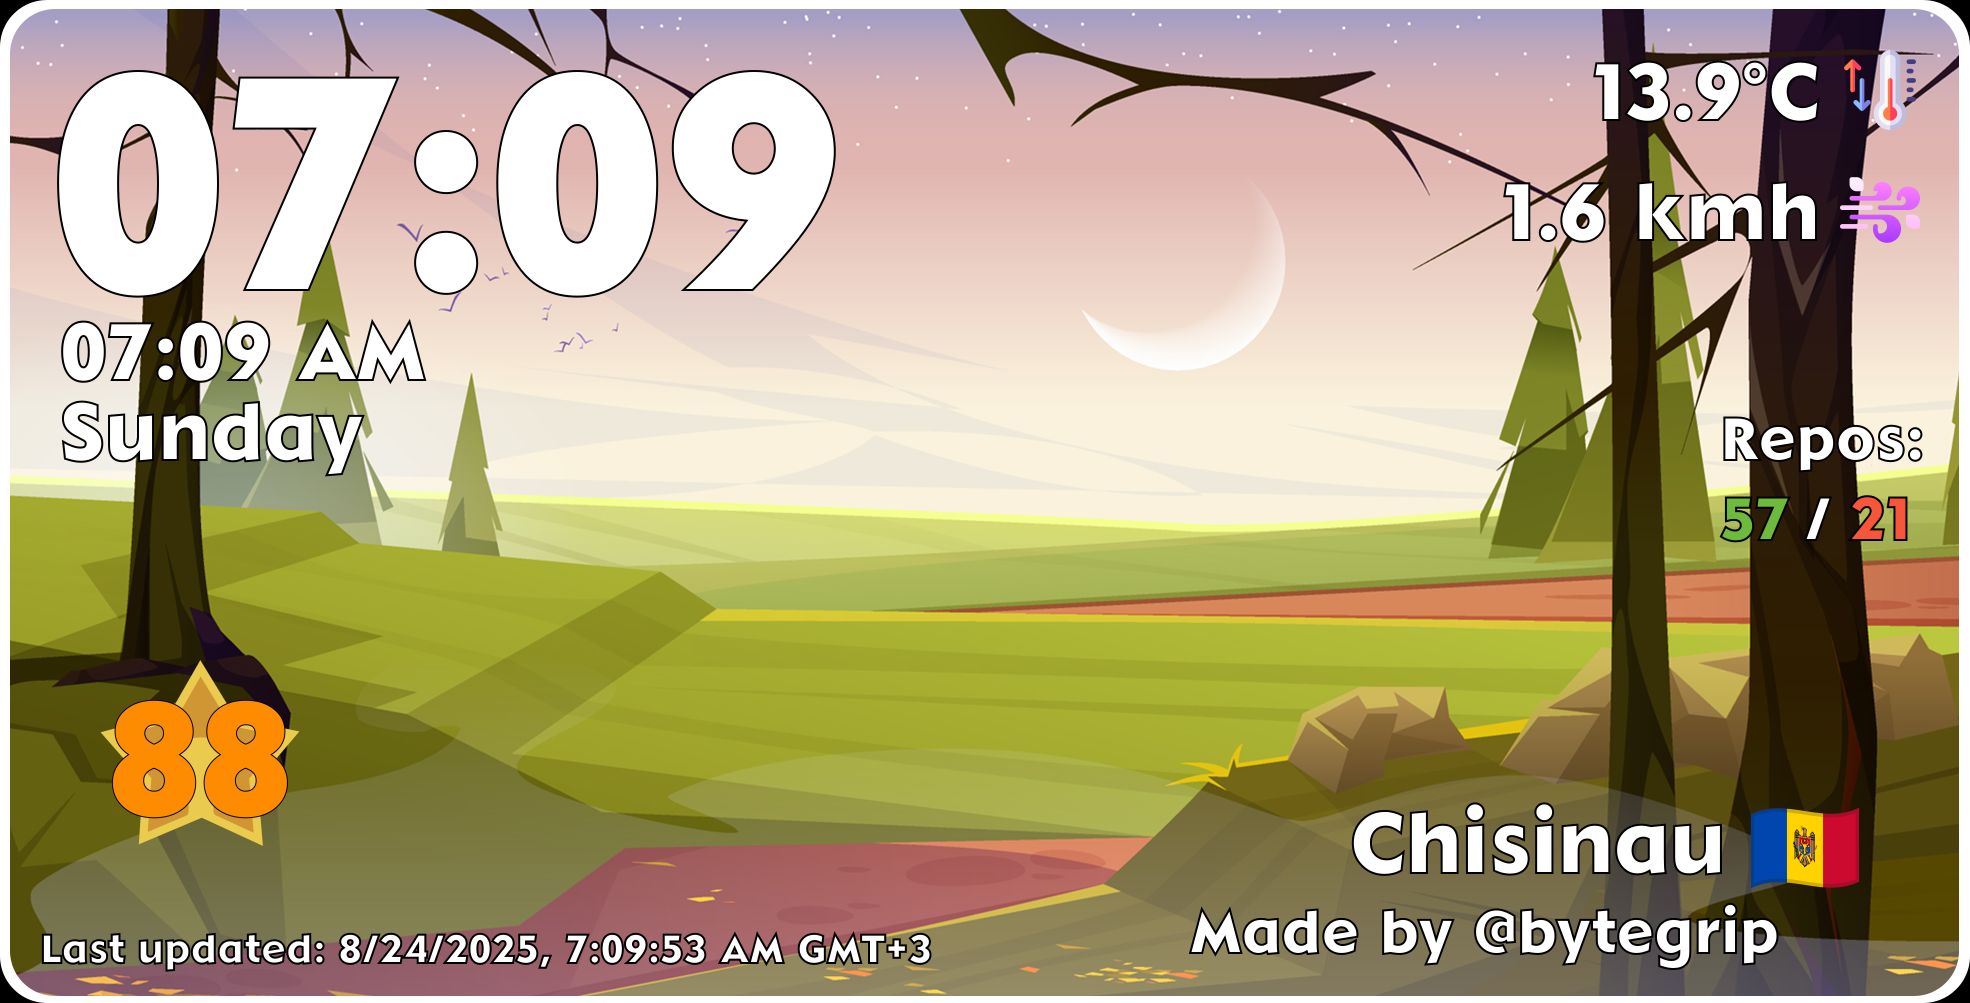 07:09
07:09 AM
Sunday
13.9°C
1.6 kmh
Repos:
57 / 21
88
Chisinau
Made by @bytegrip
Last updated: 8/24/2025, 7:09:53 AM GMT+3